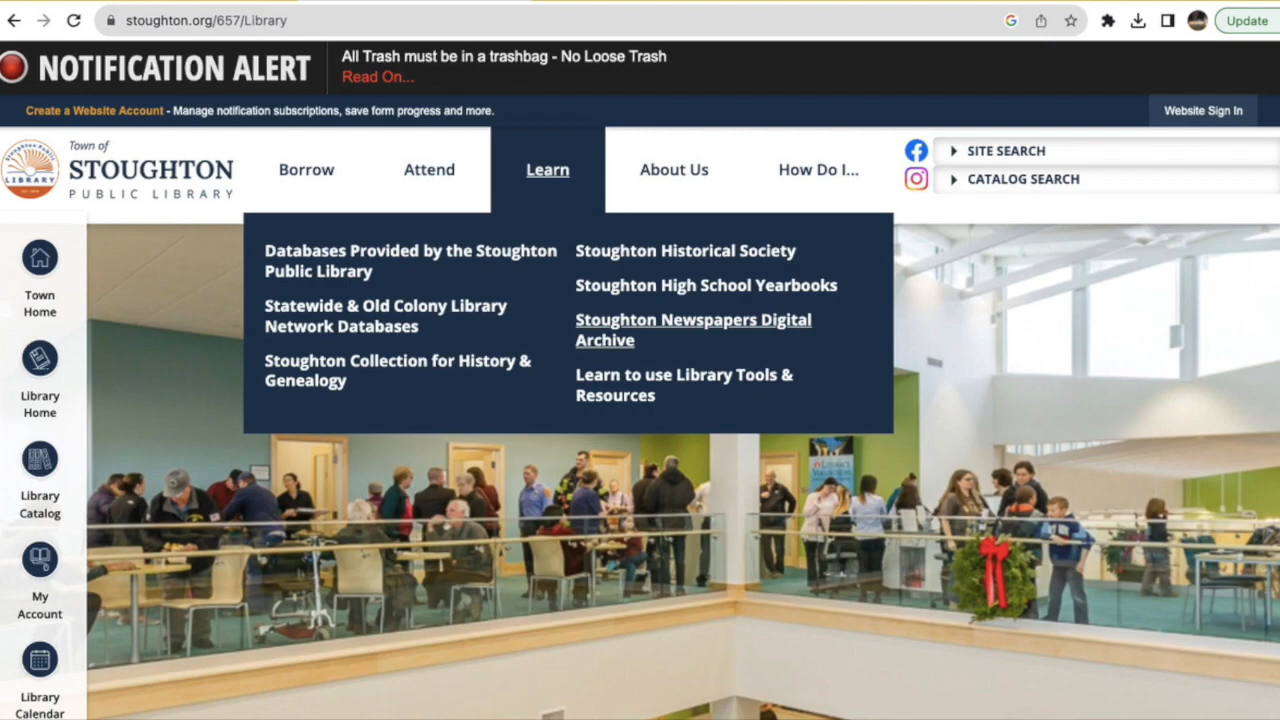 stoughton.org/657/Library
Update
NOTIFICATION ALERT
All Trash must be in a trashbag - No Loose Trash
Read On...
Create a Website Account - Manage notification subscriptions, save form progress and more.
Website Sign In
Town of
STOUGHTON
PUBLIC LIBRARY
Borrow
Attend
Learn
About Us
How Do I...
SITE SEARCH
CATALOG SEARCH
Databases Provided by the Stoughton
Public Library
Statewide & Old Colony Library
Network Databases
Stoughton Collection for History &
Genealogy
Stoughton Historical Society
Stoughton High School Yearbooks
Stoughton Newspapers Digital
Archive
Learn to use Library Tools &
Resources
Town
Home
Library
Home
Library
Catalog
My
Account
Library
Calendar